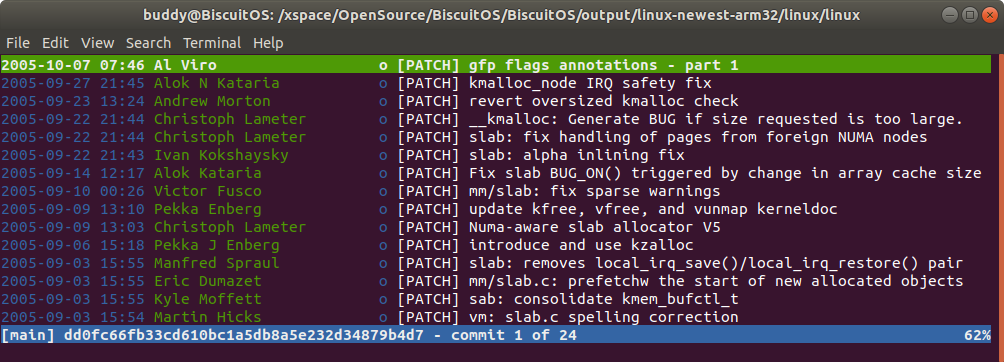 buddy@BiscuitOS: /xspace/OpenSource/BiscuitOS/BiscuitOS/output/linux-newest-arm32/linux/linux
File Edit View Search Terminal Help
2005-10-07 07:46 Al Viro o [PATCH] gfp flags annotations - part 1
2005-09-27 21:45 Alok N Kataria o [PATCH] kmalloc_node IRQ safety fix
2005-09-23 13:24 Andrew Morton o [PATCH] revert oversized kmalloc check
2005-09-22 21:44 Christoph Lameter o [PATCH] __kmalloc: Generate BUG if size requested is too large.
2005-09-22 21:44 Christoph Lameter o [PATCH] slab: fix handling of pages from foreign NUMA nodes
2005-09-22 21:43 Ivan Kokshaysky o [PATCH] slab: alpha inlining fix
2005-09-14 12:17 Alok Kataria o [PATCH] Fix slab BUG_ON() triggered by change in array cache size
2005-09-10 00:26 Victor Fusco o [PATCH] mm/slab: fix sparse warnings
2005-09-09 13:10 Pekka Enberg o [PATCH] update kfree, vfree, and vunmap kerneldoc
2005-09-09 13:03 Christoph Lameter o [PATCH] Numa-aware slab allocator V5
2005-09-06 15:18 Pekka J Enberg o [PATCH] introduce and use kzalloc
2005-09-03 15:55 Manfred Spraul o [PATCH] slab: removes local_irq_save()/local_irq_restore() pair
2005-09-03 15:55 Eric Dumazet o [PATCH] mm/slab.c: prefetchw the start of new allocated objects
2005-09-03 15:55 Kyle Moffett o [PATCH] sab: consolidate kmem_bufctl_t
2005-09-03 15:54 Martin Hicks o [PATCH] vm: slab.c spelling correction
[main] dd0fc66fb33cd610bc1a5db8a5e232d34879b4d7 - commit 1 of 24 62%